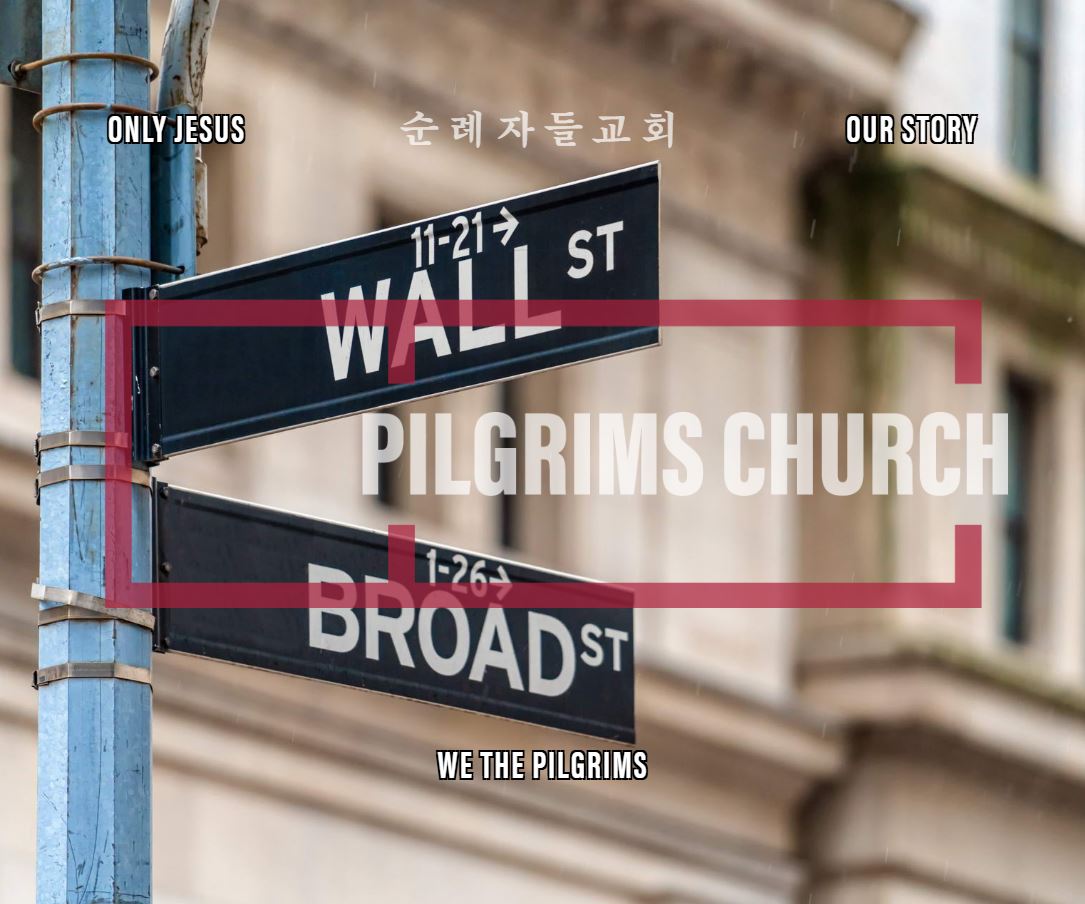 ONLY JESUS
순례자들교회
OUR STORY
11-21→
WALL ST
PILGRIMS CHURCH
1-26→
BROAD ST
WE THE PILGRIMS